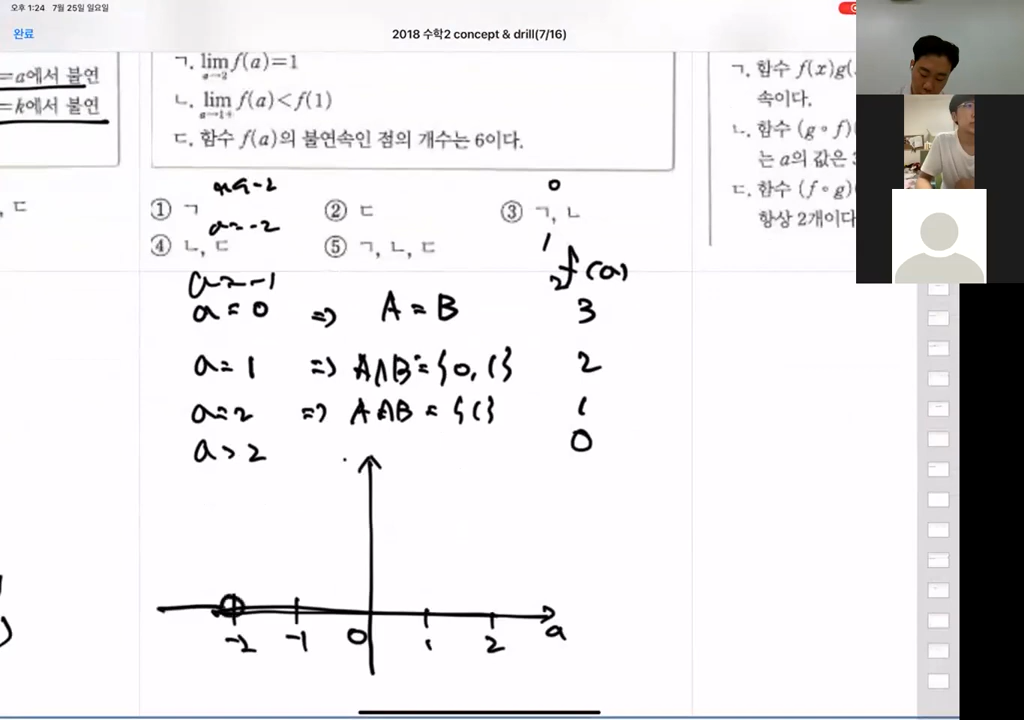 오후 1:24 7월 25일 일요일
완료
2018 수학2 concept & drill(7/16)
=a에서 불연
=k에서 불연
, ㄷ
ㄱ. lim f(a)=1
a→2
ㄴ. lim f(a)<f(1)
a→1+
ㄷ. 함수 f(a)의 불연속인 점의 개수는 6이다.
① ㄱ ② ㄷ ③ ㄱ, ㄴ
④ ㄴ, ㄷ ⑤ ㄱ, ㄴ, ㄷ
ㄱ. 함수 f(x)g(
속이다.
ㄴ. 함수 (g∘f)(
는 a의 값은
ㄷ. 함수 (f∘g)(
항상 2개이다
0
a=-2 1
f(a)
a=-1 2
a=0 => A=B 3
a=1 => A∩B={0,1} 2
a=2 => A∩B={1} 1
a>2 0
-2 -1 0 1 2 a